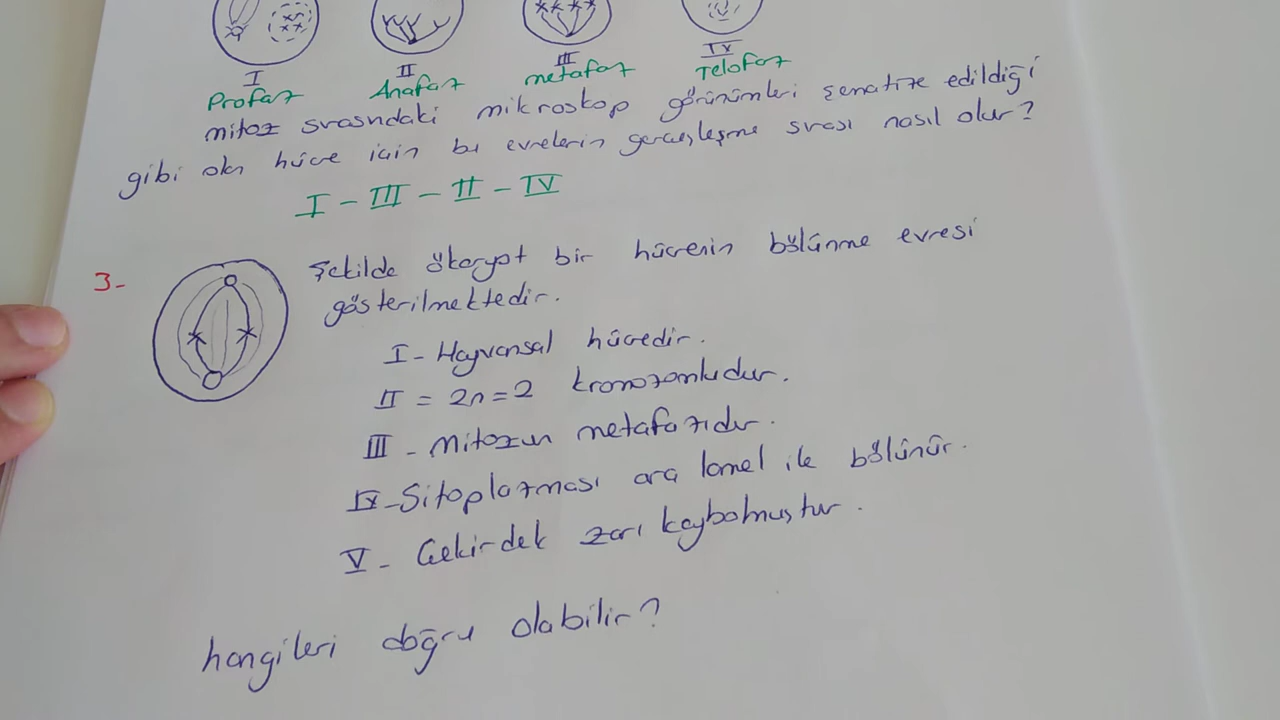 I II III IV
Profaz Anafaz metafaz Telofaz
mitoz sırasındaki mikroskop görünümleri şematize edildiği
gibi olan hücre için bu evrelerin gerçekleşme sırası nasıl olur?
I - III - II - IV
3- Şekilde ökaryot bir hücrenin bölünme evresi
gösterilmektedir.
I - Hayvansal hücredir.
II = 2n=2 kromozomludur.
III - Mitozun metafazıdır.
IV - Sitoplazması ara lamel ile bölünür.
V - Çekirdek zarı kaybolmuştur.
hangileri doğru olabilir?